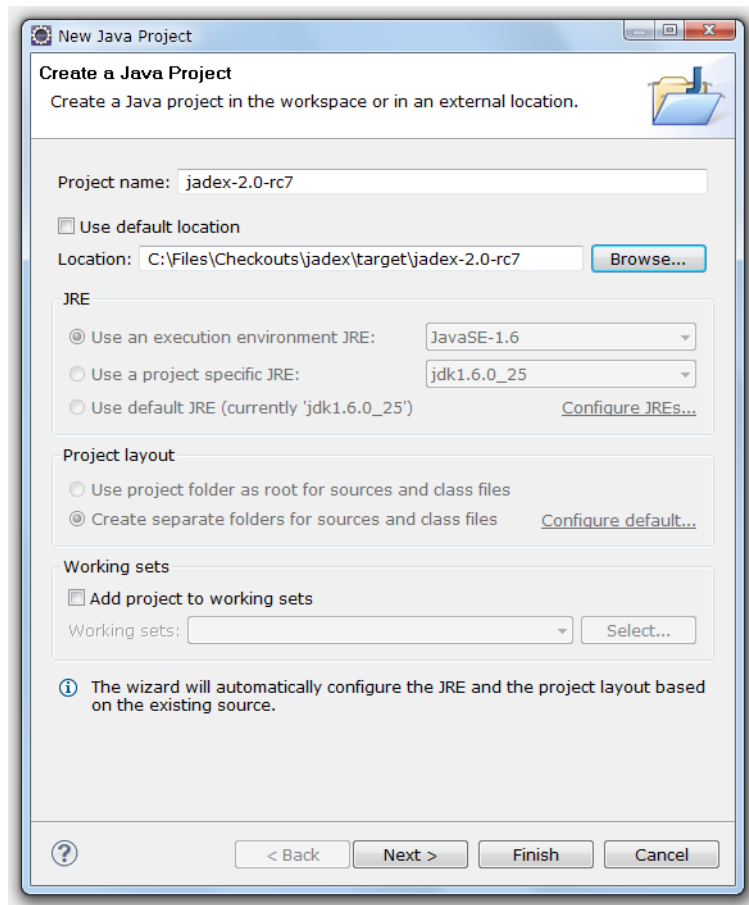 New Java Project
Create a Java Project
Create a Java project in the workspace or in an external location.
Project name: jadex-2.0-rc7
Use default location
Location: C:\Files\Checkouts\jadex\target\jadex-2.0-rc7 Browse...
JRE
Use an execution environment JRE: JavaSE-1.6
Use a project specific JRE: jdk1.6.0_25
Use default JRE (currently 'jdk1.6.0_25') Configure JREs...
Project layout
Use project folder as root for sources and class files
Create separate folders for sources and class files Configure default...
Working sets
Add project to working sets
Working sets: Select...
The wizard will automatically configure the JRE and the project layout based
on the existing source.
< Back Next > Finish Cancel